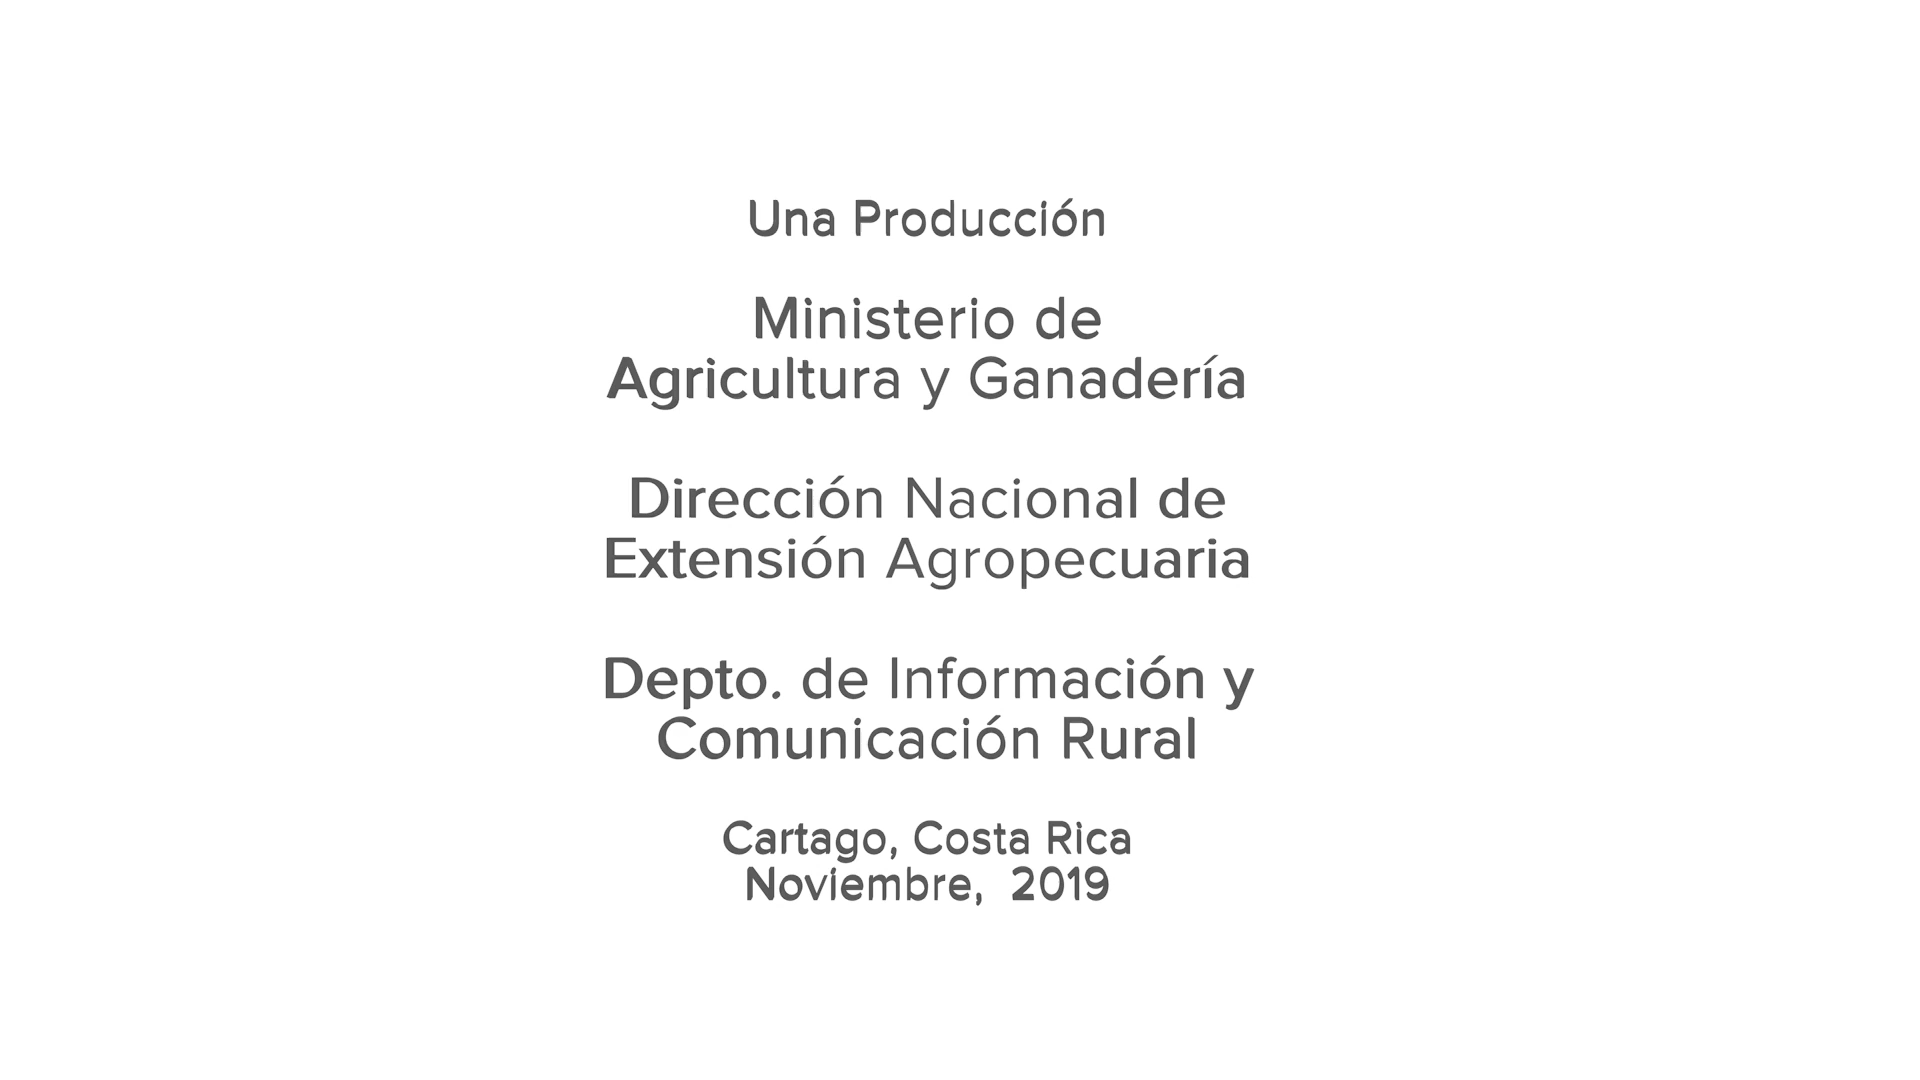 Una Producción
Ministerio de
Agricultura y Ganadería
Dirección Nacional de
Extensión Agropecuaria
Depto. de Información y
Comunicación Rural
Cartago, Costa Rica
Noviembre,  2019